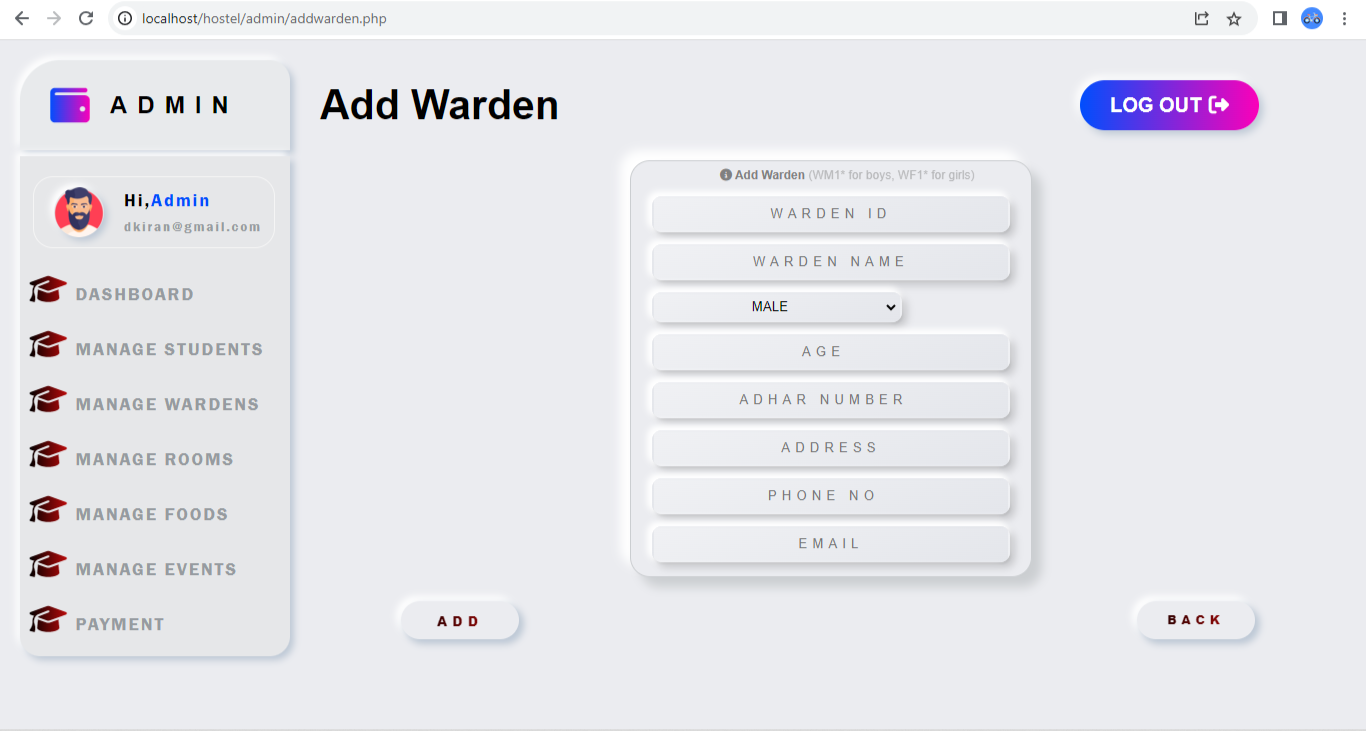 localhost/hostel/admin/addwarden.php
ADMIN
Add Warden
LOG OUT
Hi,Admin
dkiran@gmail.com
DASHBOARD
MANAGE STUDENTS
MANAGE WARDENS
MANAGE ROOMS
MANAGE FOODS
MANAGE EVENTS
PAYMENT
Add Warden (WM1* for boys, WF1* for girls)
WARDEN ID
WARDEN NAME
MALE
AGE
ADHAR NUMBER
ADDRESS
PHONE NO
EMAIL
ADD
BACK